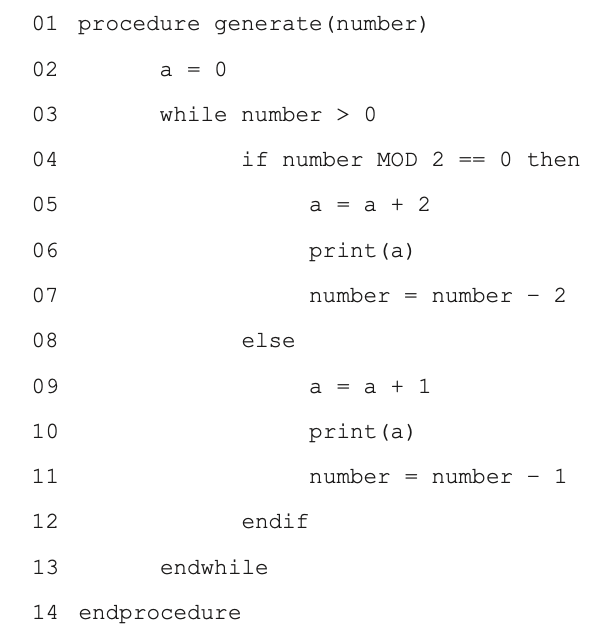 01 procedure generate(number)
02 a = 0
03 while number > 0
04 if number MOD 2 == 0 then
05 a = a + 2
06 print(a)
07 number = number – 2
08 else
09 a = a + 1
10 print(a)
11 number = number – 1
12 endif
13 endwhile
14 endprocedure